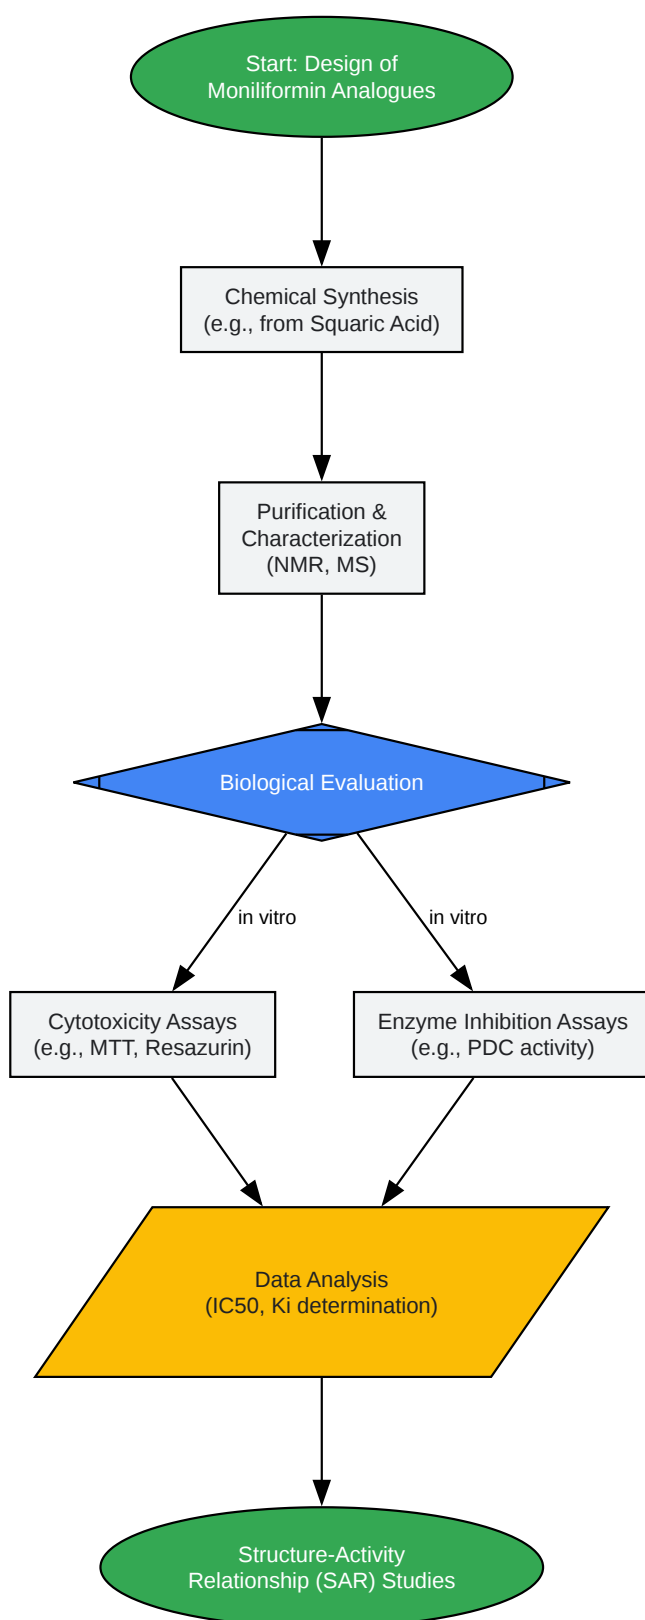 Start: Design of
Moniliformin Analogues
Chemical Synthesis
(e.g., from Squaric Acid)
Purification &
Characterization
(NMR, MS)
Biological Evaluation
in vitro
in vitro
Cytotoxicity Assays
(e.g., MTT, Resazurin)
Enzyme Inhibition Assays
(e.g., PDC activity)
Data Analysis
(IC50, Ki determination)
Structure-Activity
Relationship (SAR) Studies